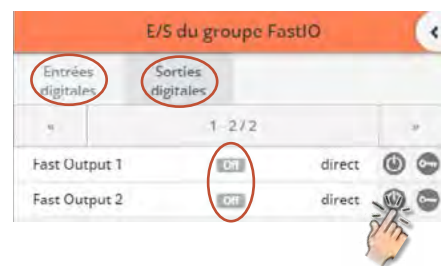 E/S du groupe FastIO
<
Entrées digitales
Sorties digitales
«
1 - 2 / 2
»
Fast Output 1 Off direct
Fast Output 2 Off direct